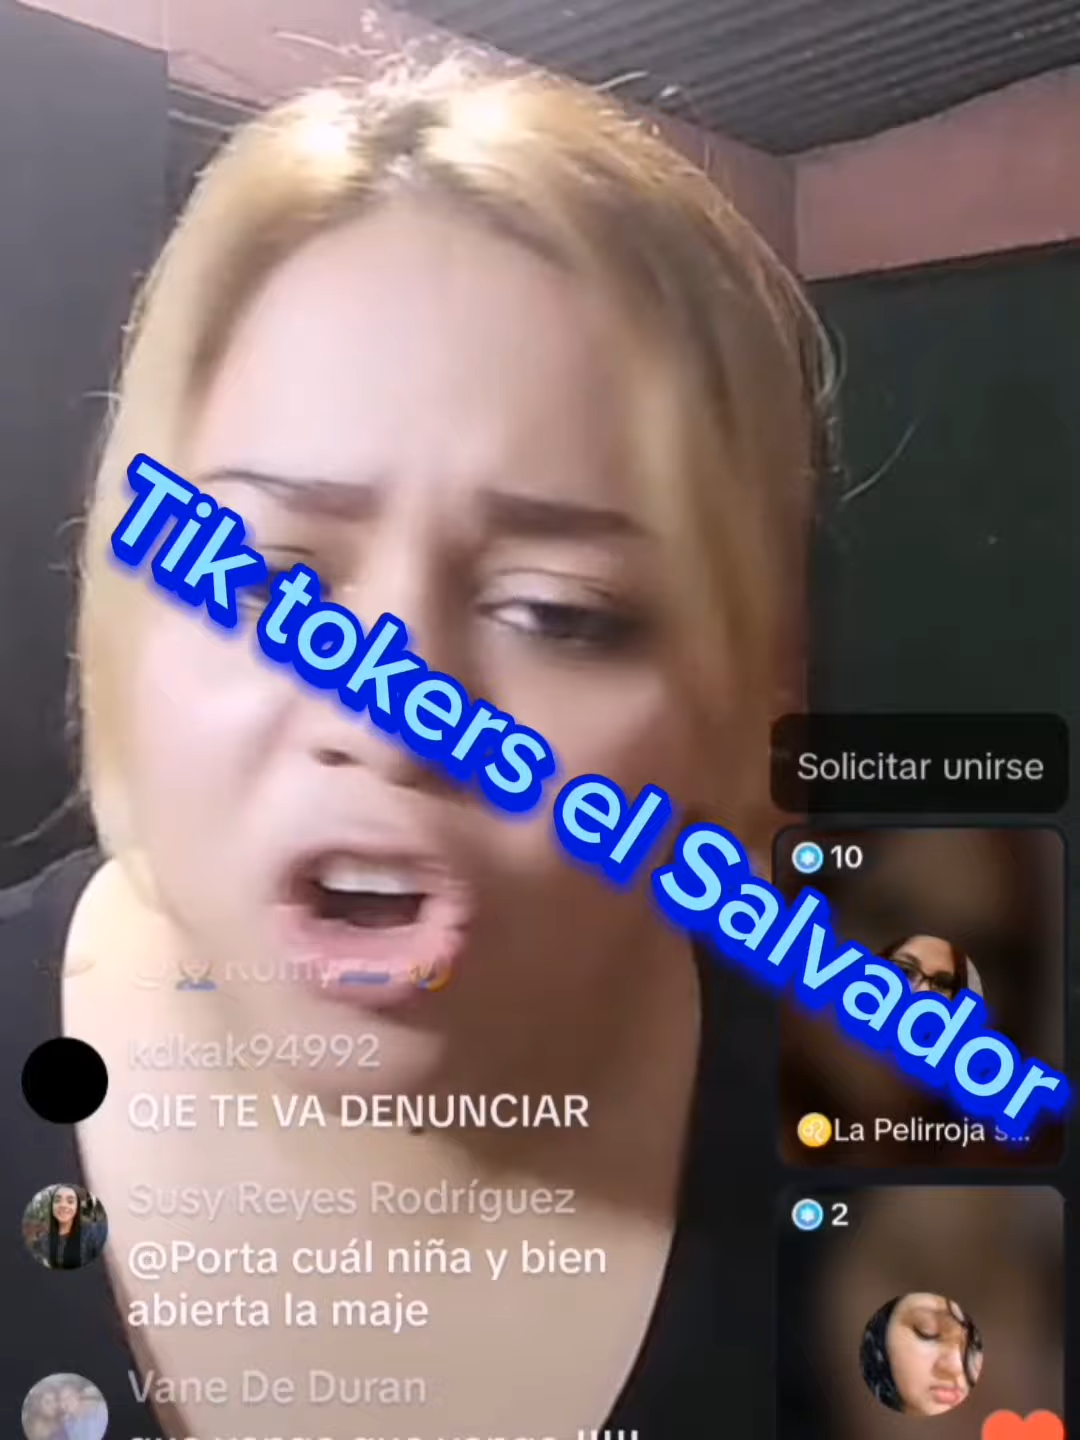 Tik tokers el Salvador
Solicitar unirse
10
La Pelirroja s...
2
kdkak94992
QIE TE VA DENUNCIAR
Susy Reyes Rodríguez
@Porta cuál niña y bien
abierta la maje
Vane De Duran